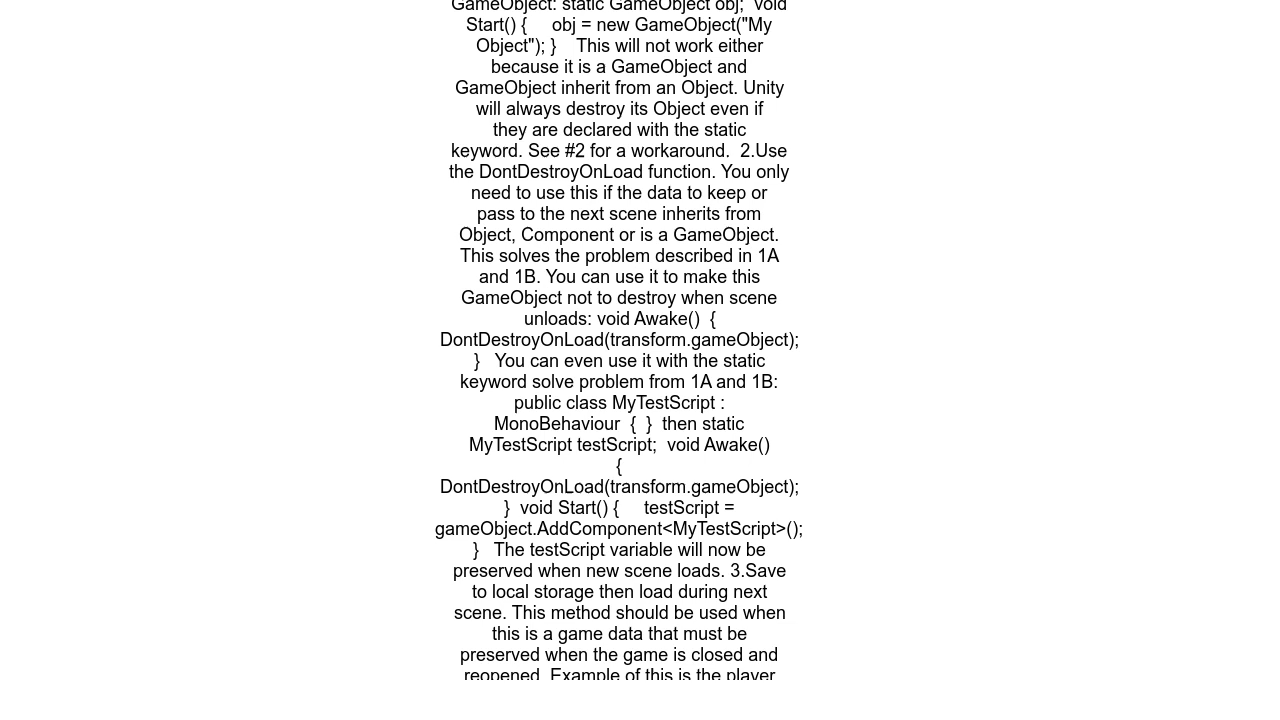 GameObject: static GameObject obj;  void
Start() {     obj = new GameObject("My
Object"); }    This will not work either
because it is a GameObject and
GameObject inherit from an Object. Unity
will always destroy its Object even if
they are declared with the static
keyword. See #2 for a workaround.  2.Use
the DontDestroyOnLoad function. You only
need to use this if the data to keep or
pass to the next scene inherits from
Object, Component or is a GameObject.
This solves the problem described in 1A
and 1B. You can use it to make this
GameObject not to destroy when scene
unloads: void Awake()  {
DontDestroyOnLoad(transform.gameObject);
}   You can even use it with the static
keyword solve problem from 1A and 1B:
public class MyTestScript :
MonoBehaviour  {  }  then static
MyTestScript testScript;  void Awake()
{
DontDestroyOnLoad(transform.gameObject);
}  void Start() {     testScript =
gameObject.AddComponent<MyTestScript>();
}   The testScript variable will now be
preserved when new scene loads. 3.Save
to local storage then load during next
scene. This method should be used when
this is a game data that must be
preserved when the game is closed and
reopened. Example of this is the player